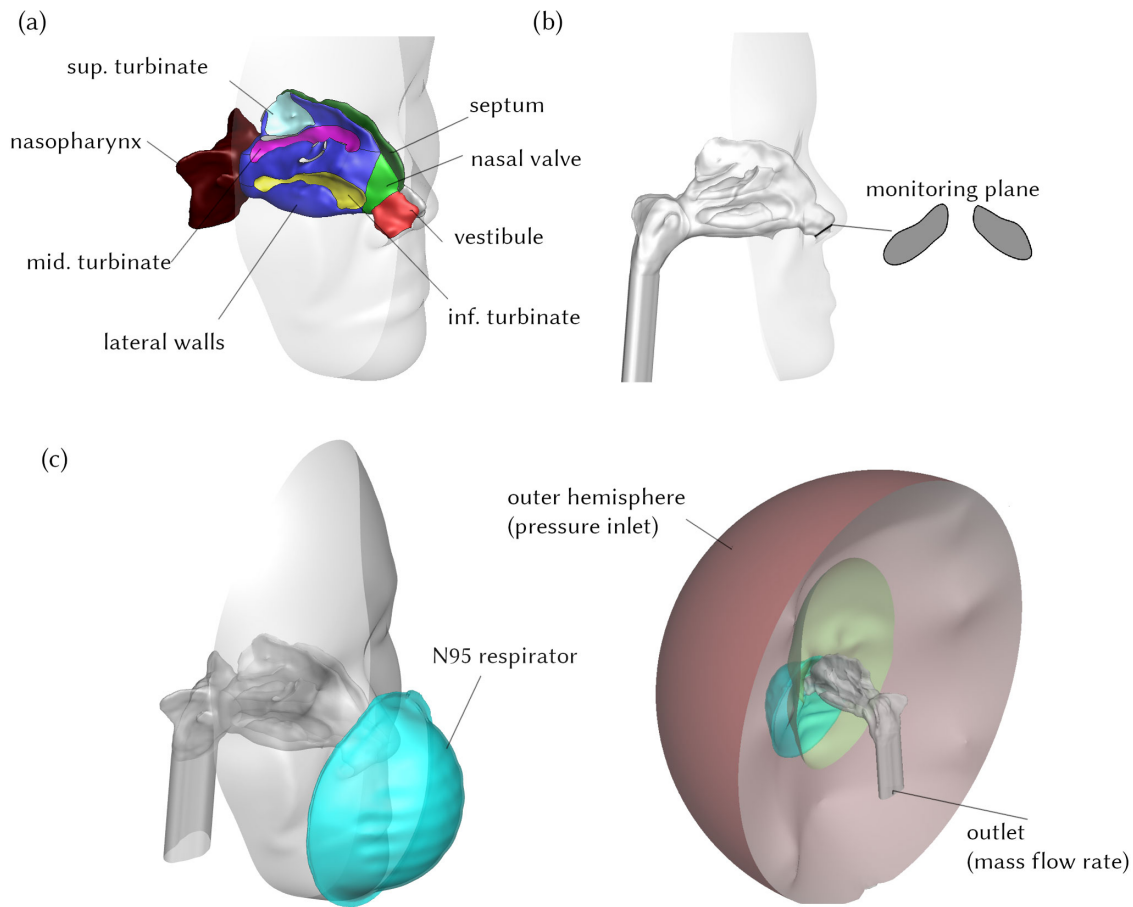 (a)
sup. turbinate
nasopharynx
septum
nasal valve
vestibule
mid. turbinate
inf. turbinate
lateral walls
(b)
monitoring plane
(c)
N95 respirator
outer hemisphere
(pressure inlet)
outlet
(mass flow rate)